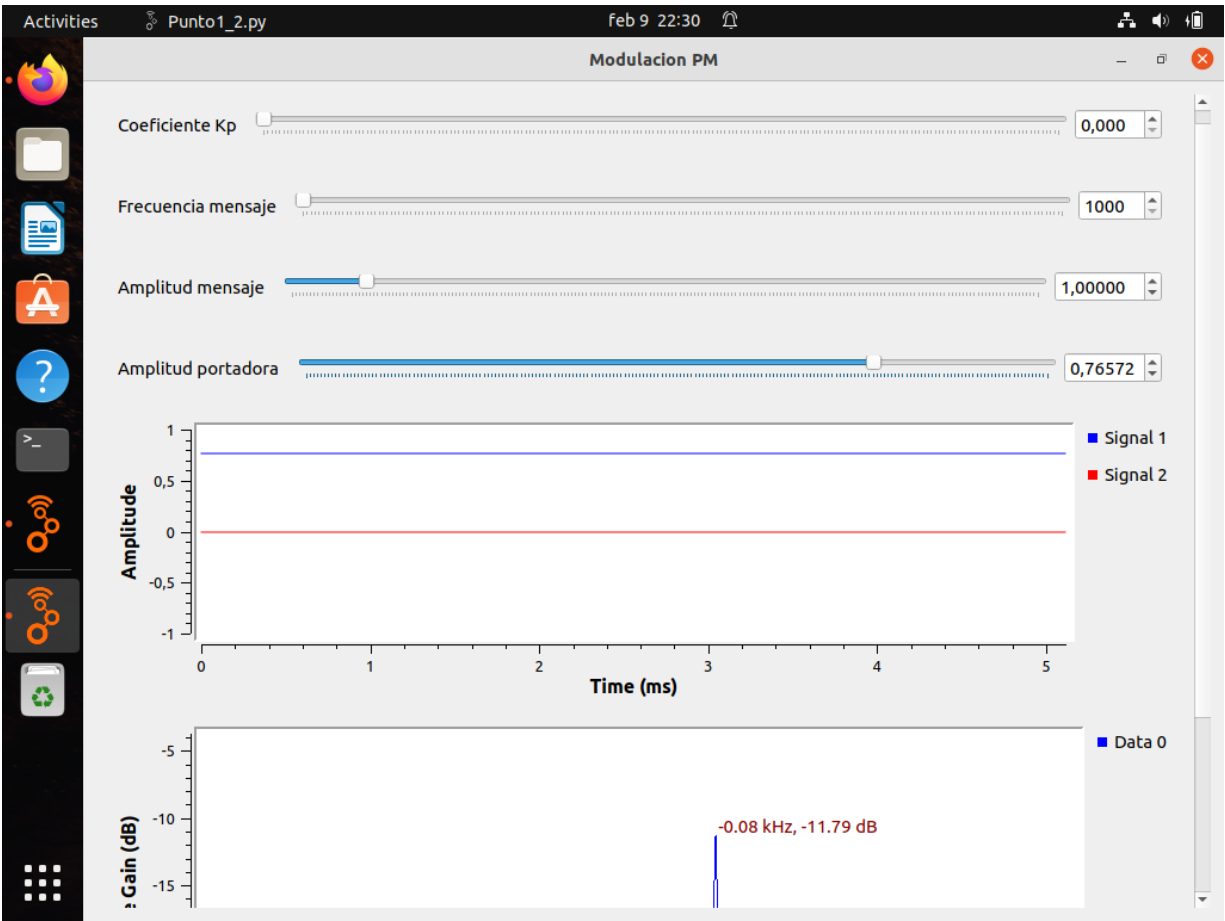 Activities Punto1_2.py feb 9 22:30
Modulacion PM
Coeficiente Kp 0,000
Frecuencia mensaje 1000
Amplitud mensaje 1,00000
Amplitud portadora 0,76572
1
0,5
0
-0,5
-1
Amplitude
Signal 1
Signal 2
0 1 2 3 4 5
Time (ms)
-5
-10
-15
e Gain (dB)
Data 0
-0.08 kHz, -11.79 dB
>_
?